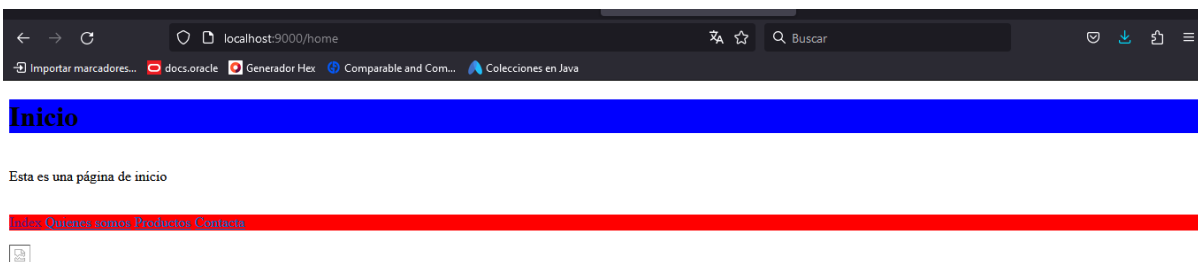 localhost:9000/home
Buscar
Importar marcadores... docs.oracle Generador Hex Comparable and Com... Colecciones en Java
Inicio
Esta es una página de inicio
Index Quienes somos Productos Contacta